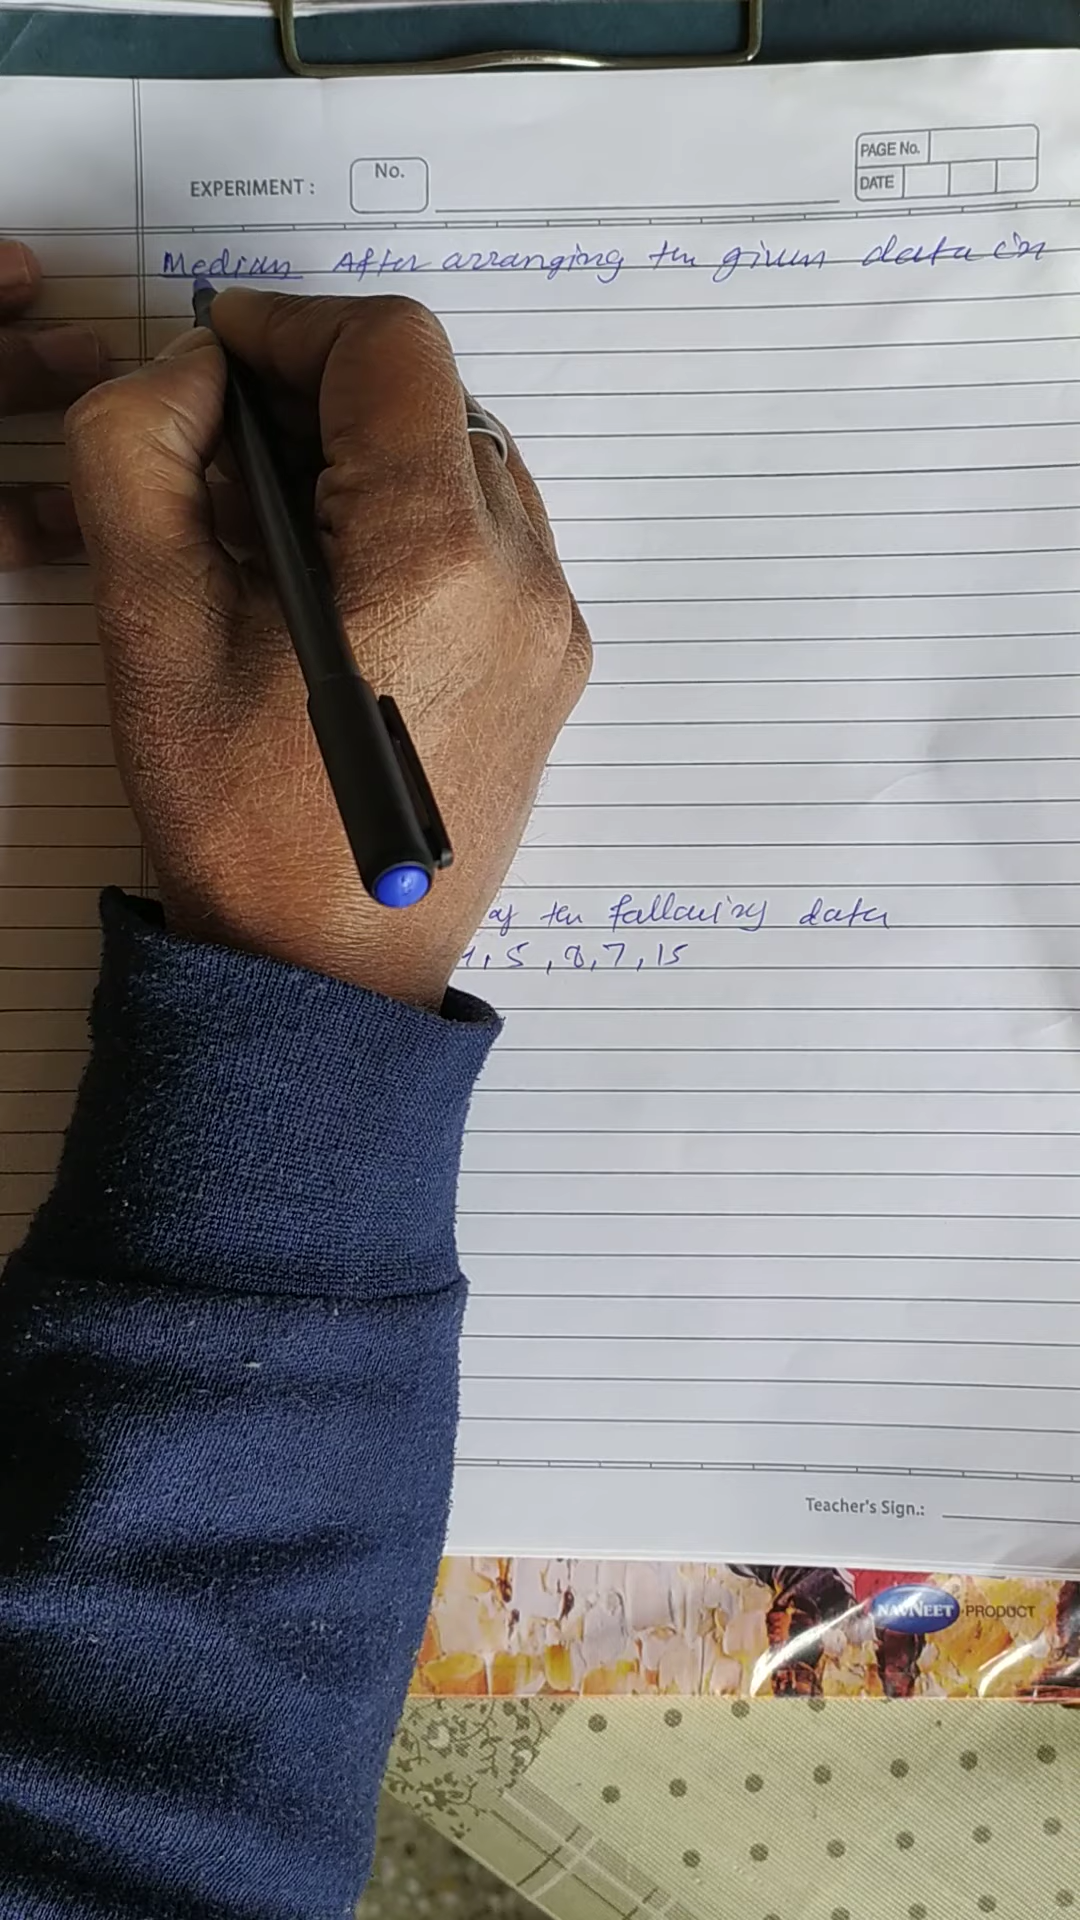 PAGE No.
EXPERIMENT : No.
DATE
Median After arranging the given data in
of the following data
4, 5, 8, 7, 15
Teacher's Sign.:
NAVNEET PRODUCT